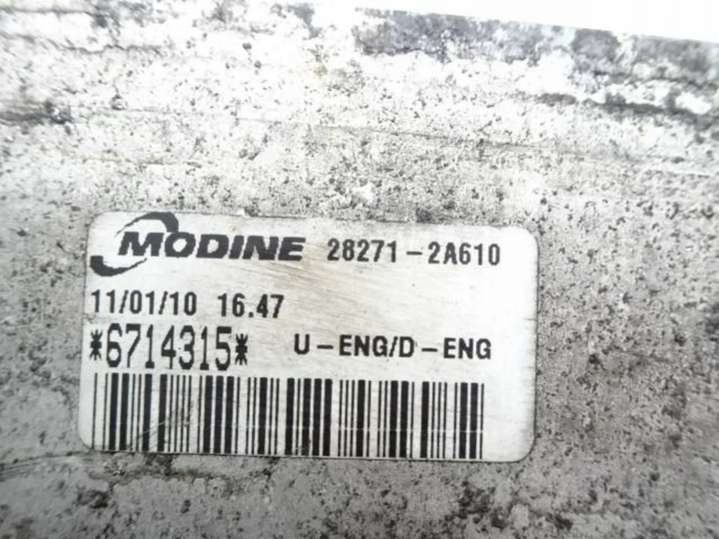 MODINE 28271-2A610
11/01/10 16.47
*6714315* U-ENG/D-ENG